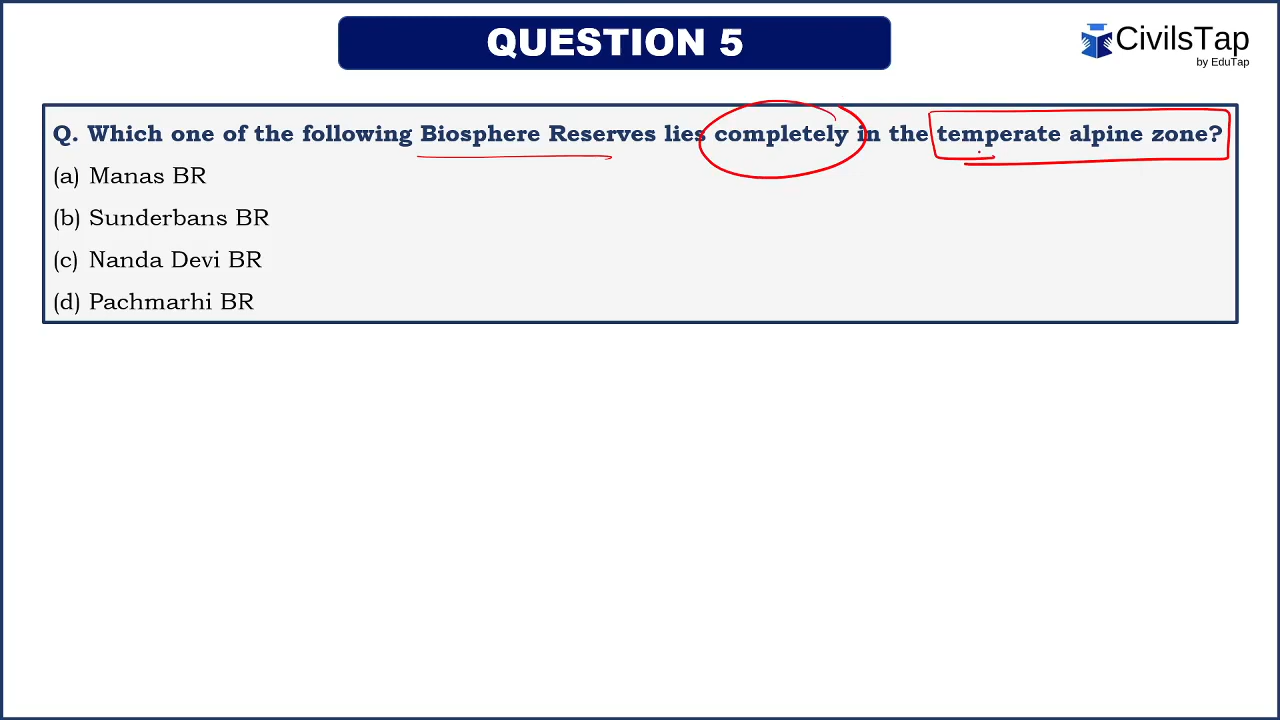 QUESTION 5
CivilsTap
by EduTap
Q. Which one of the following Biosphere Reserves lies completely in the temperate alpine zone?
(a) Manas BR
(b) Sunderbans BR
(c) Nanda Devi BR
(d) Pachmarhi BR